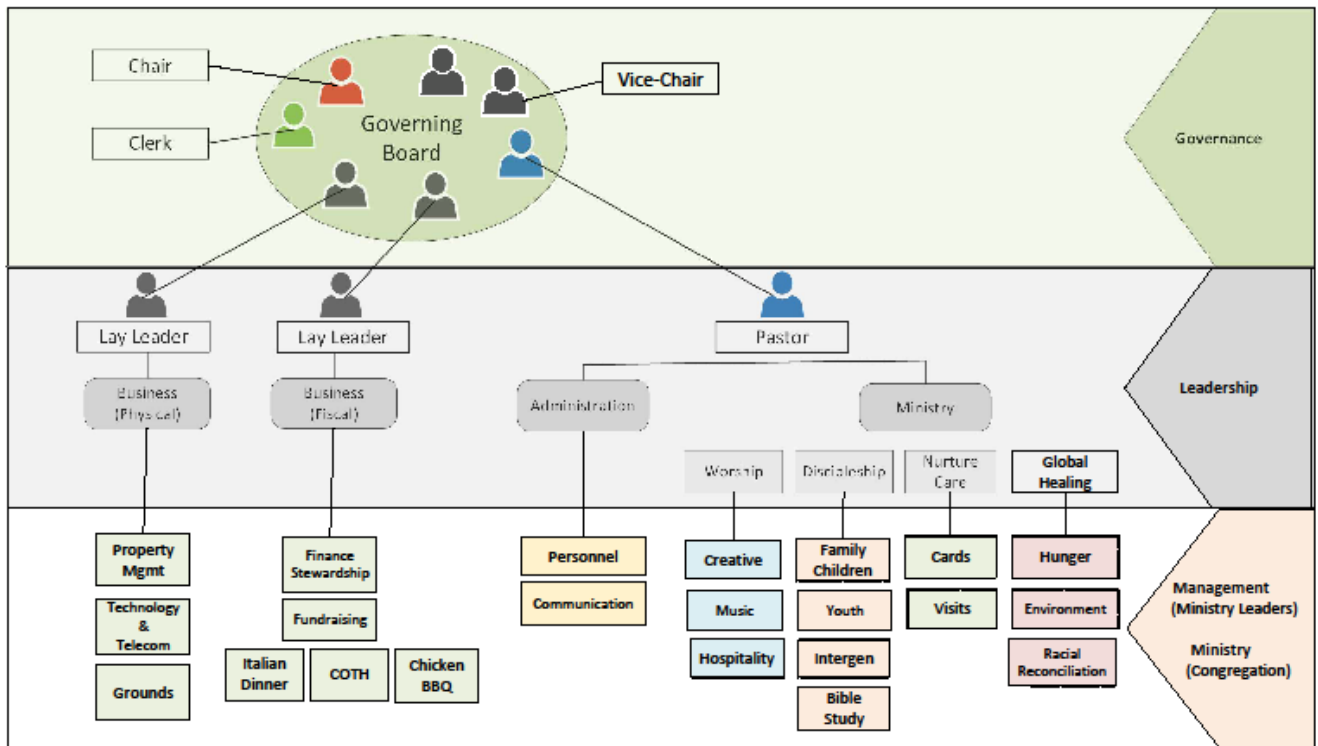 Chair
Clerk
Governing
Board
Vice-Chair
Governance
Lay Leader
Lay Leader
Pastor
Business
(Physical)
Business
(Fiscal)
Administration
Ministry
Leadership
Worship
Discipleship
Nurture
Care
Global
Healing
Property
Mgmt
Technology
&
Telecom
Grounds
Finance
Stewardship
Fundraising
Italian
Dinner
COTH
Chicken
BBQ
Personnel
Communication
Creative
Music
Hospitality
Family
Children
Youth
Intergen
Bible
Study
Cards
Visits
Hunger
Environment
Racial
Reconciliation
Management
(Ministry Leaders)
Ministry
(Congregation)